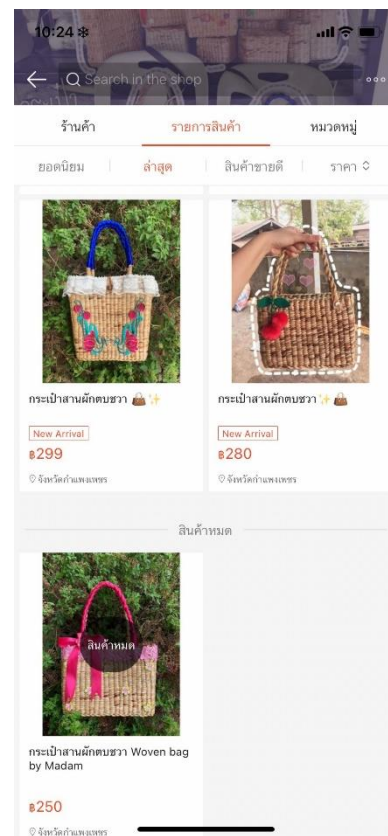 10:24
Search in the shop
ร้านค้า
รายการสินค้า
หมวดหมู่
ยอดนิยม
ล่าสุด
สินค้าขายดี
ราคา
กระเป๋าสานผักตบชวา 👜✨
New Arrival
฿299
จังหวัดกำแพงเพชร
กระเป๋าสานผักตบชวา✨👜
New Arrival
฿280
จังหวัดกำแพงเพชร
สินค้าหมด
สินค้าหมด
กระเป๋าสานผักตบชวา Woven bag
by Madam
฿250
จังหวัดกำแพงเพชร